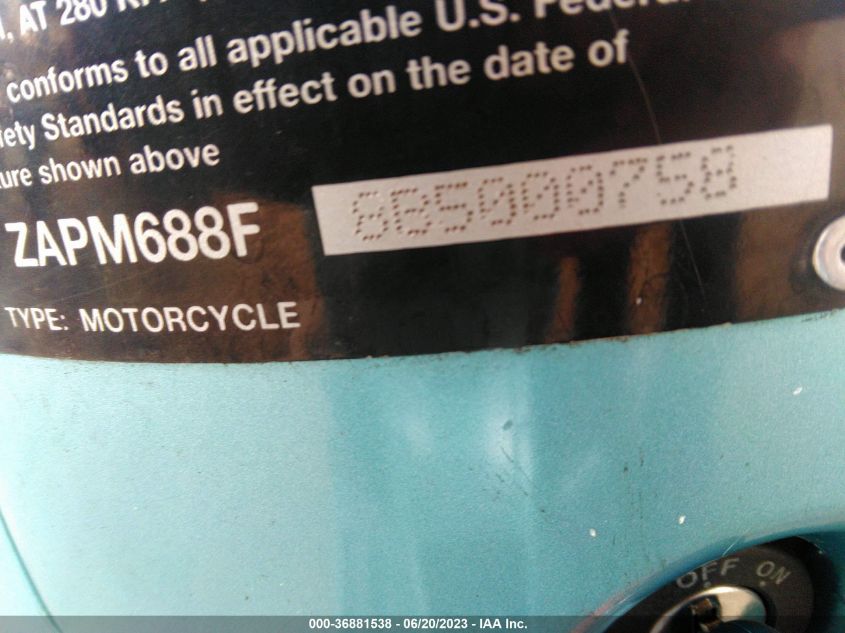 AT 280
conforms to all applicable U.S. Federal
Standards in effect on the date of
shown above
ZAPM688F 8B5000758
TYPE: MOTORCYCLE
OFF ON
000-36881538 - 06/20/2023 - IAA Inc.